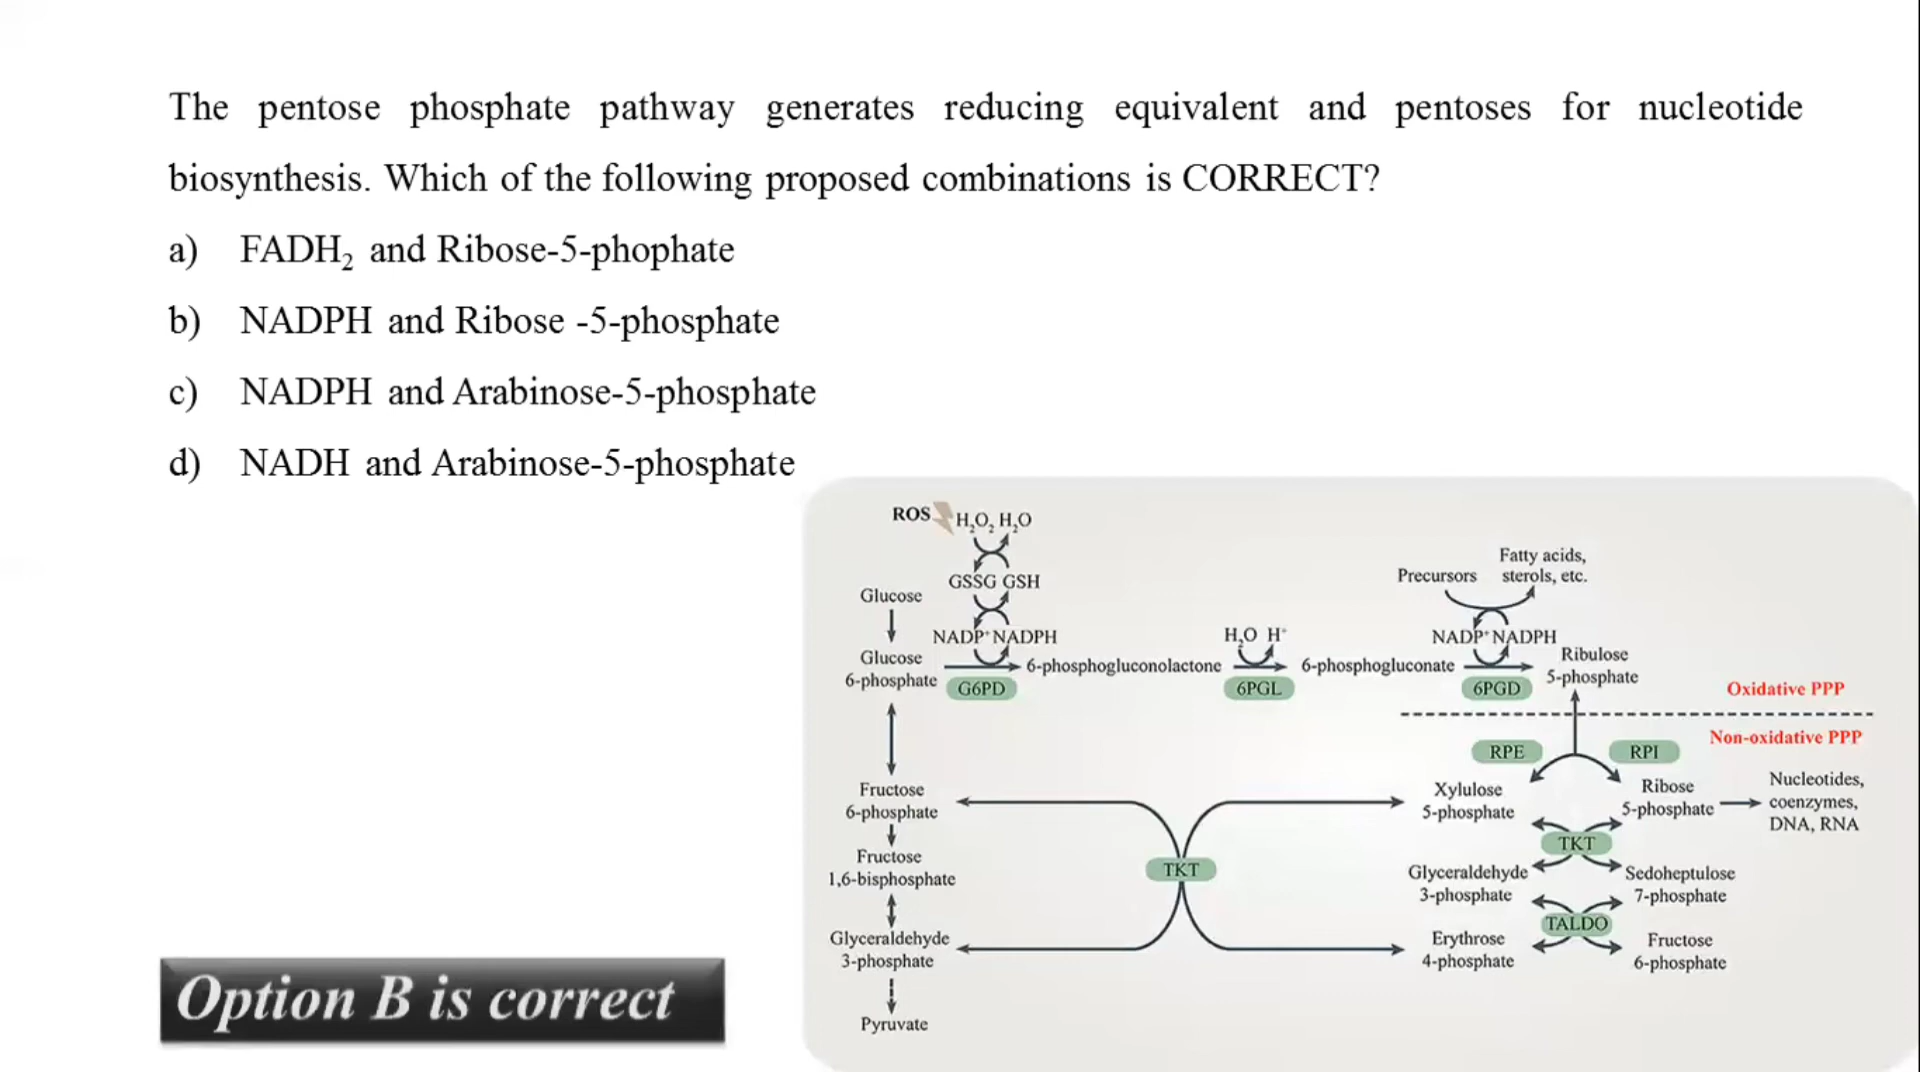 The pentose phosphate pathway generates reducing equivalent and pentoses for nucleotide
biosynthesis. Which of the following proposed combinations is CORRECT?
a) FADH₂ and Ribose-5-phophate
b) NADPH and Ribose -5-phosphate
c) NADPH and Arabinose-5-phosphate
d) NADH and Arabinose-5-phosphate
ROS H₂O₂ H₂O
GSSG GSH
Glucose
NADP⁺ NADPH
Glucose
6-phosphate
G6PD
6-phosphogluconolactone
H₂O H⁺
6PGL
6-phosphogluconate
Precursors
Fatty acids,
sterols, etc.
NADP⁺ NADPH
6PGD
Ribulose
5-phosphate
Oxidative PPP
Non-oxidative PPP
RPE
RPI
Fructose
6-phosphate
Xylulose
5-phosphate
Ribose
5-phosphate
Nucleotides,
coenzymes,
DNA, RNA
TKT
Fructose
1,6-bisphosphate
TKT
Glyceraldehyde
3-phosphate
Sedoheptulose
7-phosphate
TALDO
Glyceraldehyde
3-phosphate
Erythrose
4-phosphate
Fructose
6-phosphate
Pyruvate
Option B is correct